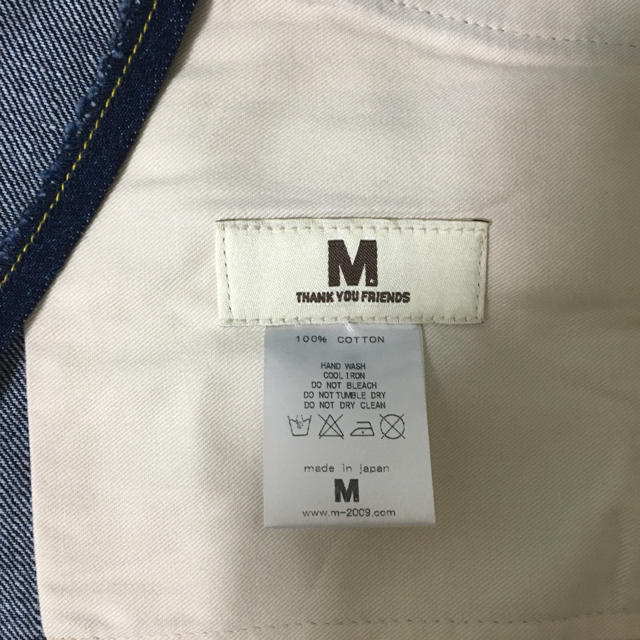 M
THANK YOU FRIENDS
100% COTTON
HAND WASH
COOL IRON
DO NOT BLEACH
DO NOT TUMBLE DRY
DO NOT DRY CLEAN
made in japan
M
www.m-2009.com